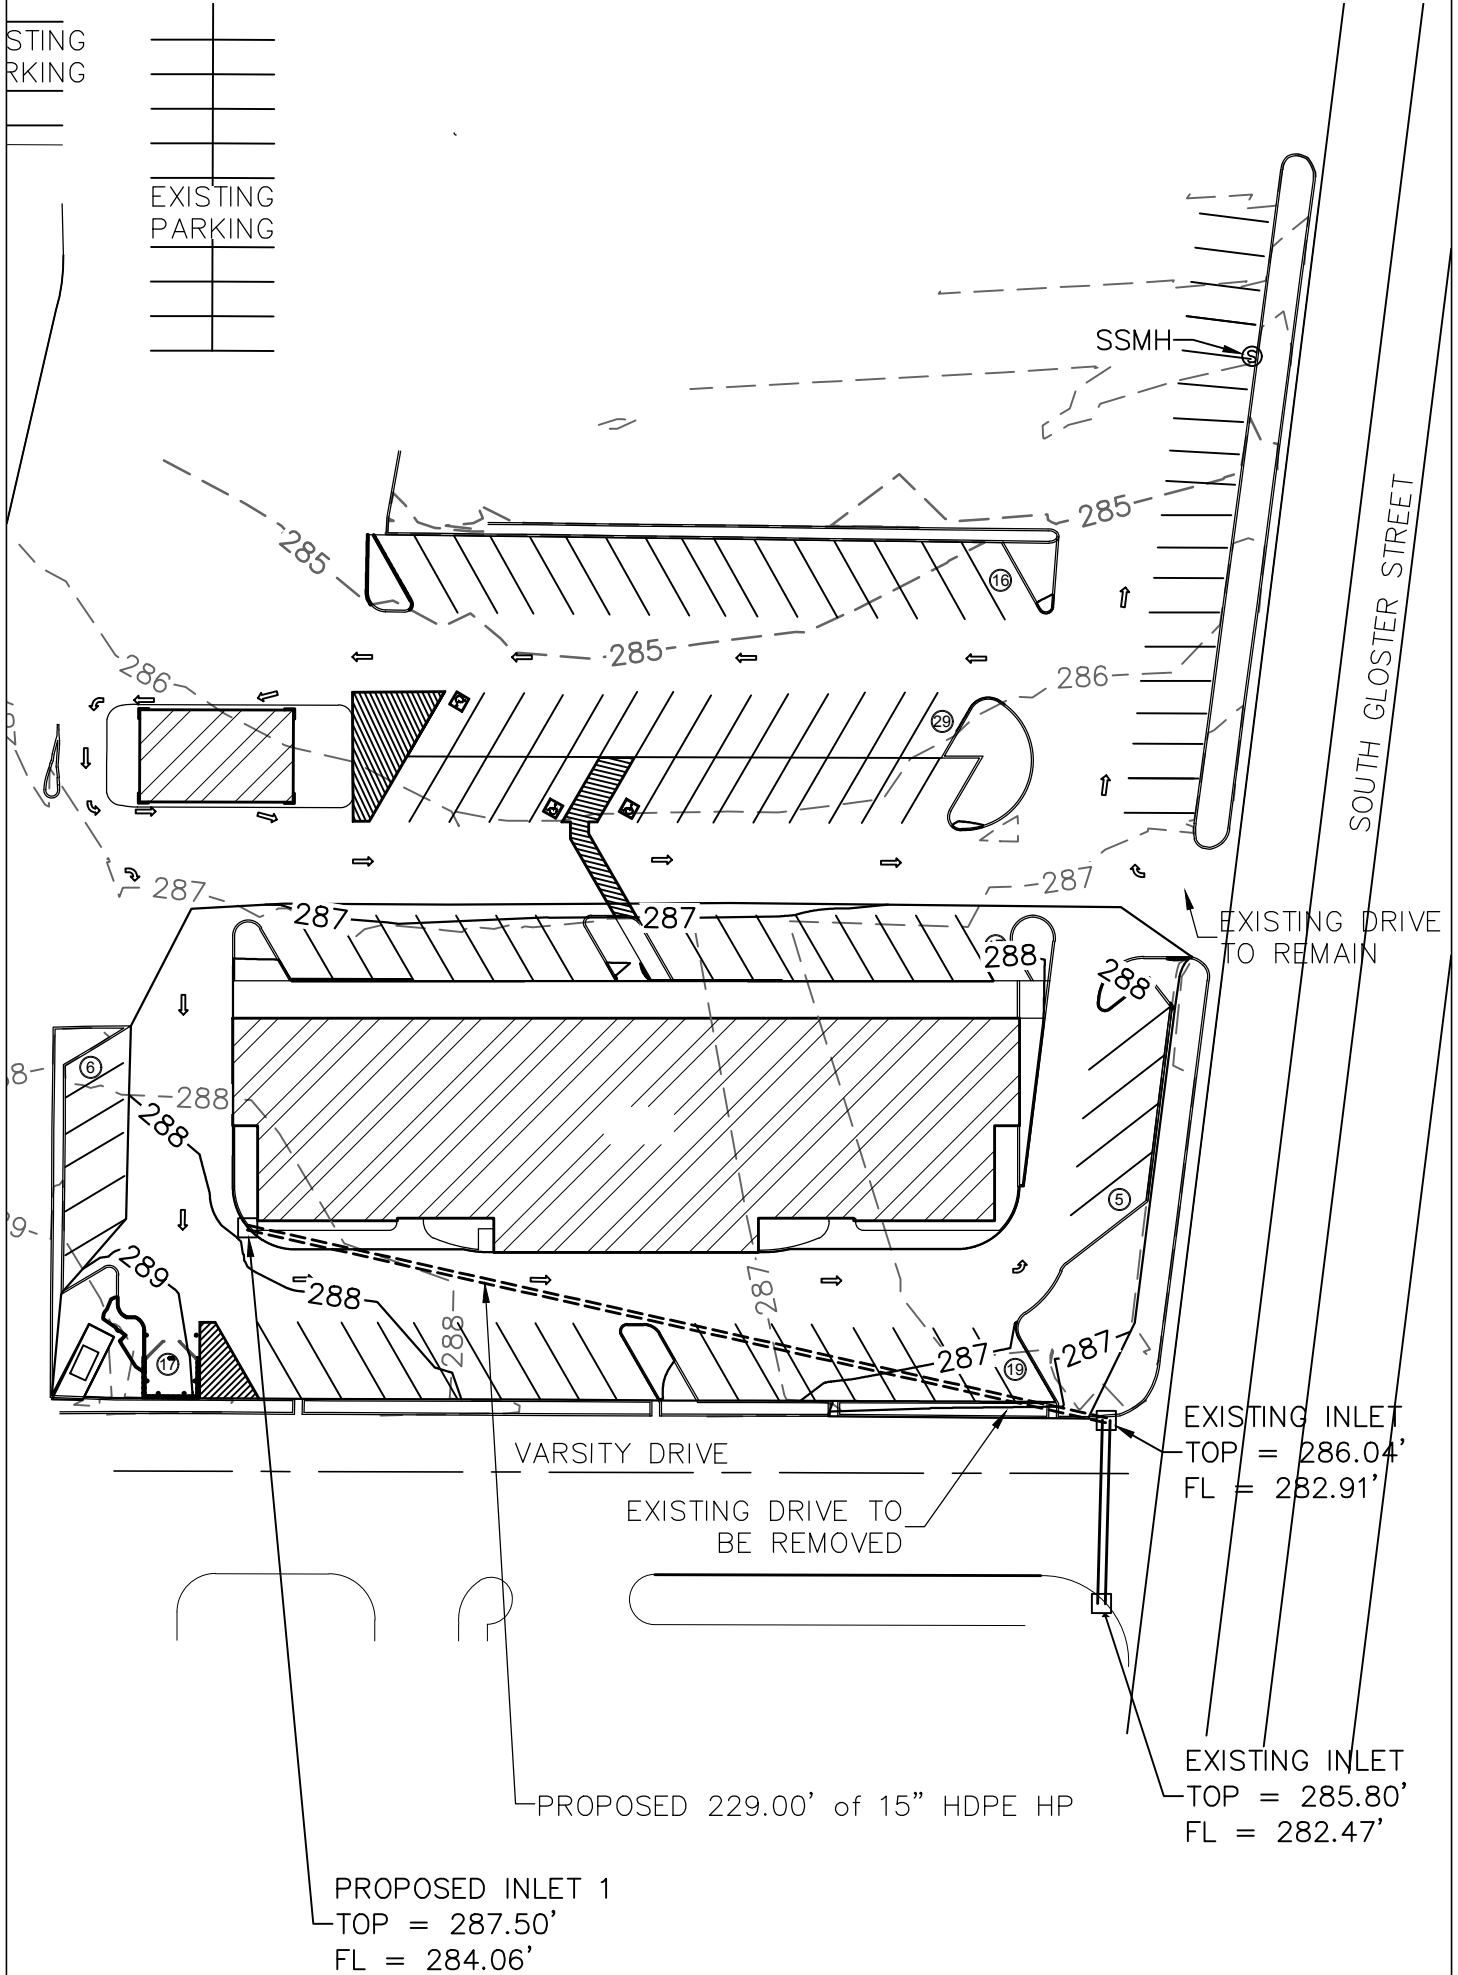 STING
RKING
EXISTING
PARKING
SSMH
S
285
285
285
16
286
286
29
SOUTH GLOSTER STREET
287
287
287
287
EXISTING DRIVE
TO REMAIN
288
288
6
288
288
5
289
288
288
287
287
287
17
19
EXISTING INLET
TOP = 286.04'
FL = 282.91'
VARSITY DRIVE
EXISTING DRIVE TO
BE REMOVED
EXISTING INLET
TOP = 285.80'
FL = 282.47'
PROPOSED 229.00' of 15" HDPE HP
PROPOSED INLET 1
TOP = 287.50'
FL = 284.06'